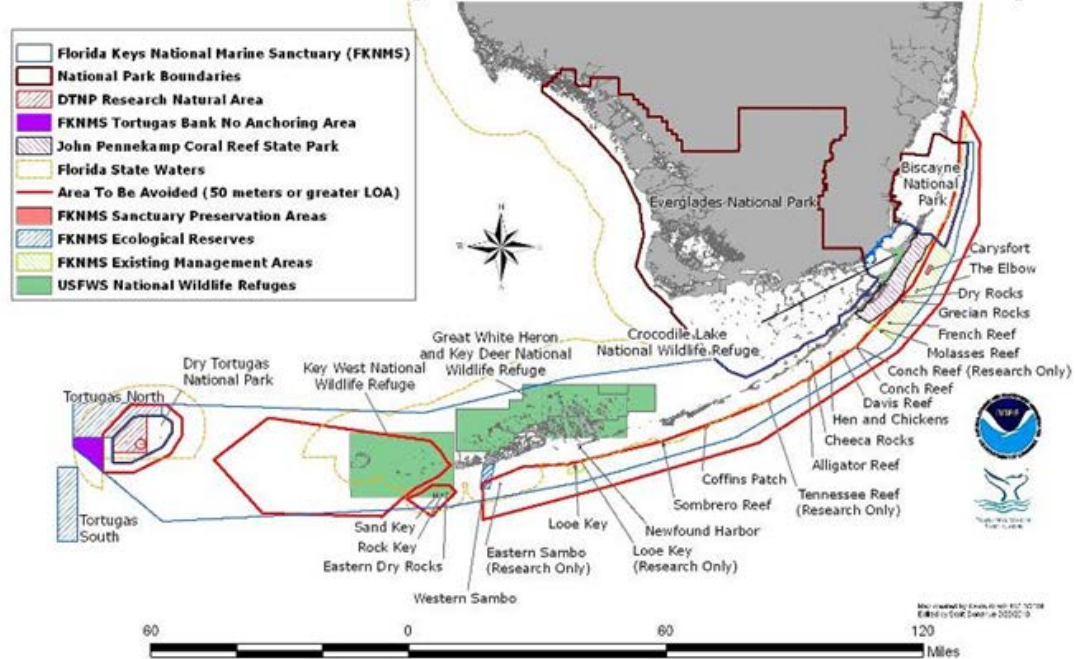 Florida Keys National Marine Sanctuary (FKNMS)
National Park Boundaries
DTNP Research Natural Area
FKNMS Tortugas Bank No Anchoring Area
John Pennekamp Coral Reef State Park
Florida State Waters
Area To Be Avoided (50 meters or greater LOA)
FKNMS Sanctuary Preservation Areas
FKNMS Ecological Reserves
FKNMS Existing Management Areas
USFWS National Wildlife Refuges
Biscayne
National
Park
Everglades National Park
Carysfort
The Elbow
Dry Rocks
Grecian Rocks
French Reef
Molasses Reef
Conch Reef (Research Only)
Conch Reef
Davis Reef
Hen and Chickens
Cheeca Rocks
Alligator Reef
Tennessee Reef
(Research Only)
Coffins Patch
Sombrero Reef
Crocodile Lake
National Wildlife Refuge
Great White Heron
and Key Deer National
Wildlife Refuge
Key West National
Wildlife Refuge
Dry Tortugas
National Park
Tortugas North
Tortugas
South
Sand Key
Rock Key
Eastern Dry Rocks
Western Sambo
Eastern Sambo
(Research Only)
Looe Key
Newfound Harbor
Looe Key
(Research Only)
60
0
60
120
Miles